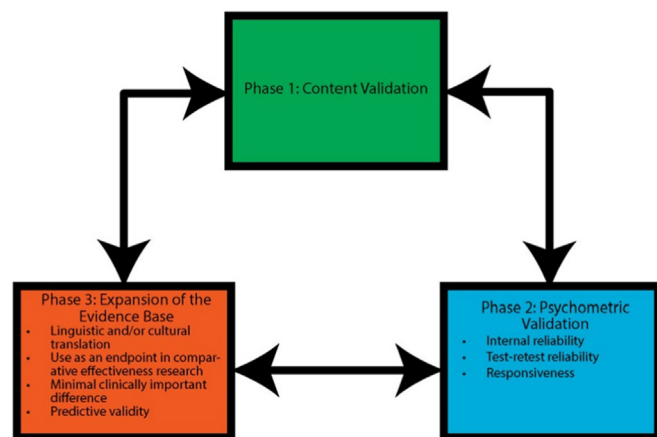 Phase 1: Content Validation
Phase 3: Expansion of the
Evidence Base
• Linguistic and/or cultural
translation
• Use as an endpoint in compar-
ative effectiveness research
• Minimal clinically important
difference
• Predictive validity
Phase 2: Psychometric
Validation
• Internal reliability
• Test-retest reliability
• Responsiveness